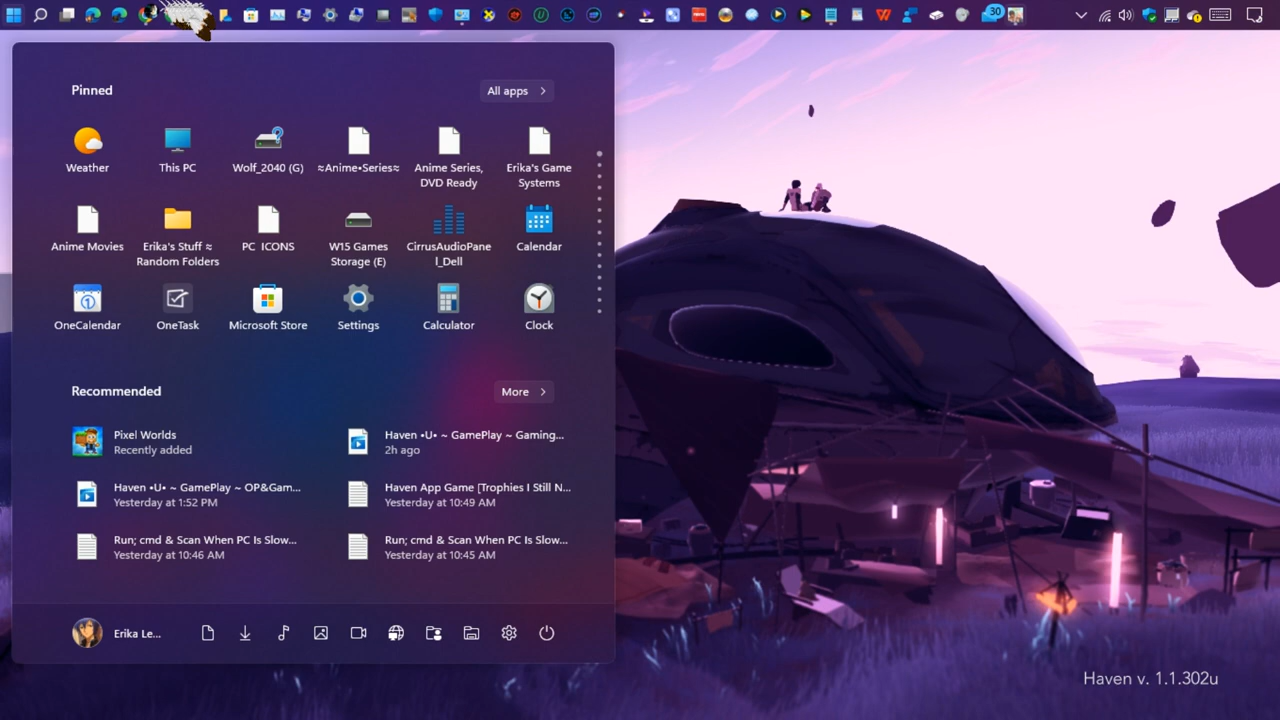 30
Pinned
All apps
Weather
This PC
Wolf_2040 (G)
≈Anime•Series≈
Anime Series,
DVD Ready
Erika's Game
Systems
Anime Movies
Erika's Stuff ≈
Random Folders
PC ICONS
W15 Games
Storage (E)
CirrusAudioPane
l_Dell
Calendar
OneCalendar
OneTask
Microsoft Store
Settings
Calculator
Clock
Recommended
More
Pixel Worlds
Recently added
Haven •U• ~ GamePlay ~ Gaming...
2h ago
Haven •U• ~ GamePlay ~ OP&Gam...
Yesterday at 1:52 PM
Haven App Game [Trophies I Still N...
Yesterday at 10:49 AM
Run; cmd & Scan When PC Is Slow...
Yesterday at 10:46 AM
Run; cmd & Scan When PC Is Slow...
Yesterday at 10:45 AM
Erika Le...
Haven v. 1.1.302u